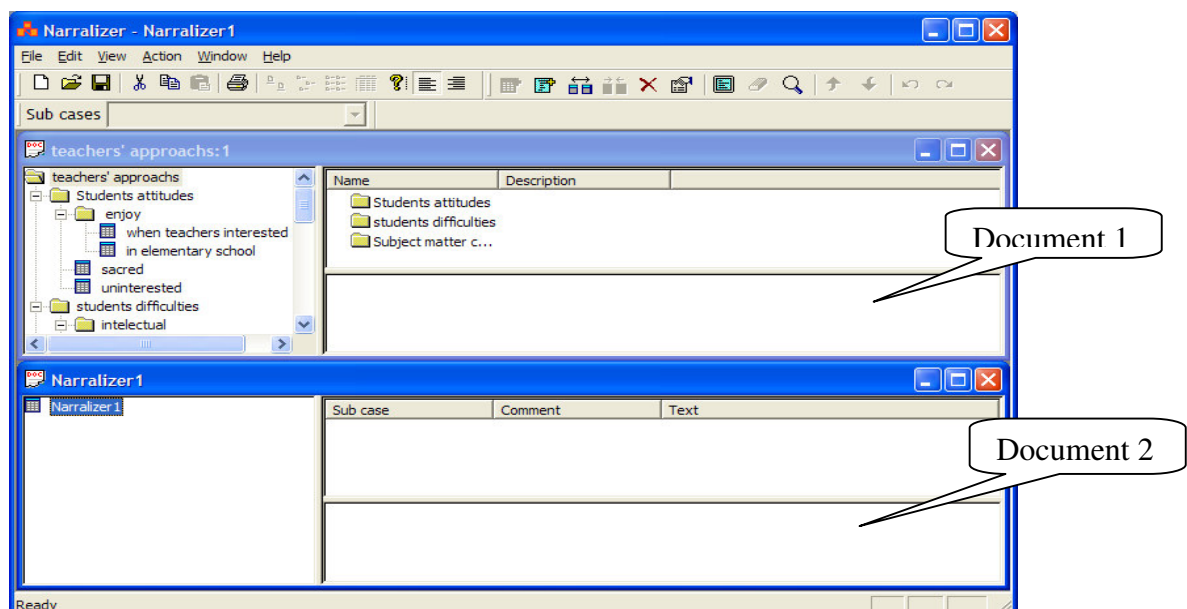 Narralizer - Narralizer1
File Edit View Action Window Help
Sub cases
teachers' approachs:1
teachers' approachs
Students attitudes
enjoy
when teachers interested
in elementary school
sacred
uninterested
students difficulties
intelectual
Name Description
Students attitudes
students difficulties
Subject matter c...
Document 1
Narralizer1
Narralizer1
Sub case Comment Text
Document 2
Ready